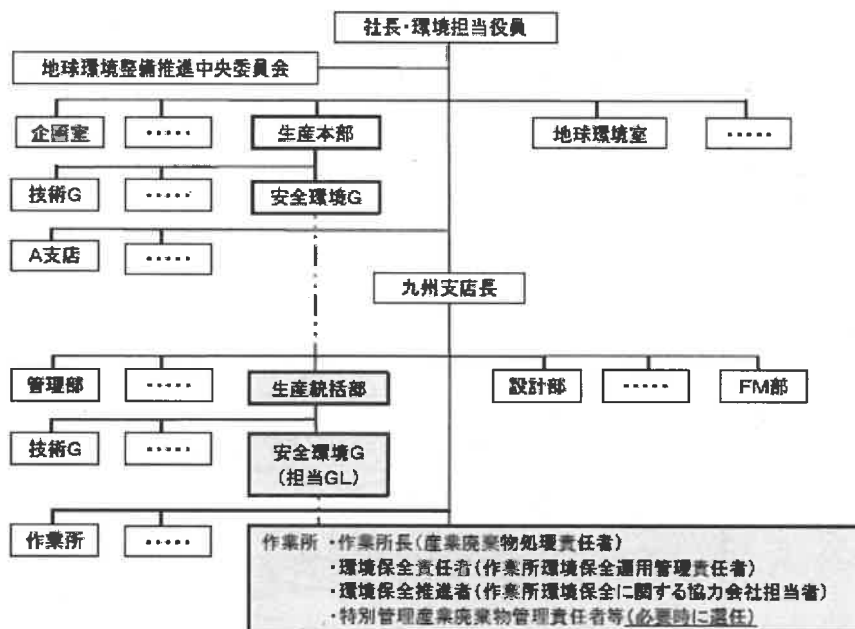 社長・環境担当役員
地球環境整備推進中央委員会
企画室 ・・・・・ 生産本部 地球環境室 ・・・・・
技術G ・・・・・ 安全環境G
A支店 ・・・・・
九州支店長
管理部 ・・・・・ 生産統括部 設計部 ・・・・・ FM部
技術G ・・・・・ 安全環境G
(担当GL)
作業所 ・・・・・
作業所 ・作業所長(産業廃棄物処理責任者)
・環境保全責任者(作業所環境保全運用管理責任者)
・環境保全推進者(作業所環境保全に関する協力会社担当者)
・特別管理産業廃棄物管理責任者等(必要時に選任)